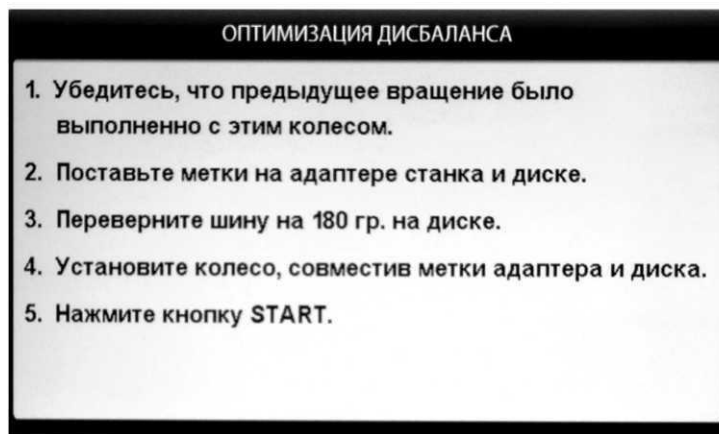 ОПТИМИЗАЦИЯ ДИСБАЛАНСА
1. Убедитесь, что предыдущее вращение было
выполненно с этим колесом.
2. Поставьте метки на адаптере станка и диске.
3. Переверните шину на 180 гр. на диске.
4. Установите колесо, совместив метки адаптера и диска.
5. Нажмите кнопку START.